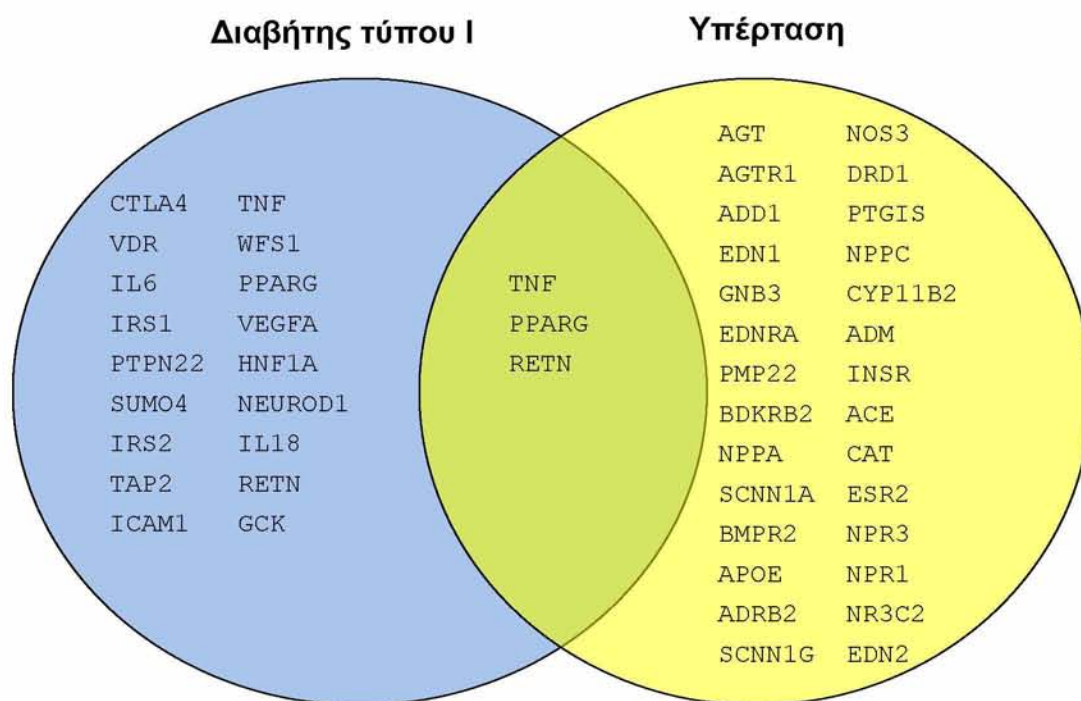 Διαβήτης τύπου Ι
Υπέρταση
CTLA4 TNF
VDR WFS1
IL6 PPARG
IRS1 VEGFA
PTPN22 HNF1A
SUMO4 NEUROD1
IRS2 IL18
TAP2 RETN
ICAM1 GCK
TNF
PPARG
RETN
AGT NOS3
AGTR1 DRD1
ADD1 PTGIS
EDN1 NPPC
GNB3 CYP11B2
EDNRA ADM
PMP22 INSR
BDKRB2 ACE
NPPA CAT
SCNN1A ESR2
BMPR2 NPR3
APOE NPR1
ADRB2 NR3C2
SCNN1G EDN2